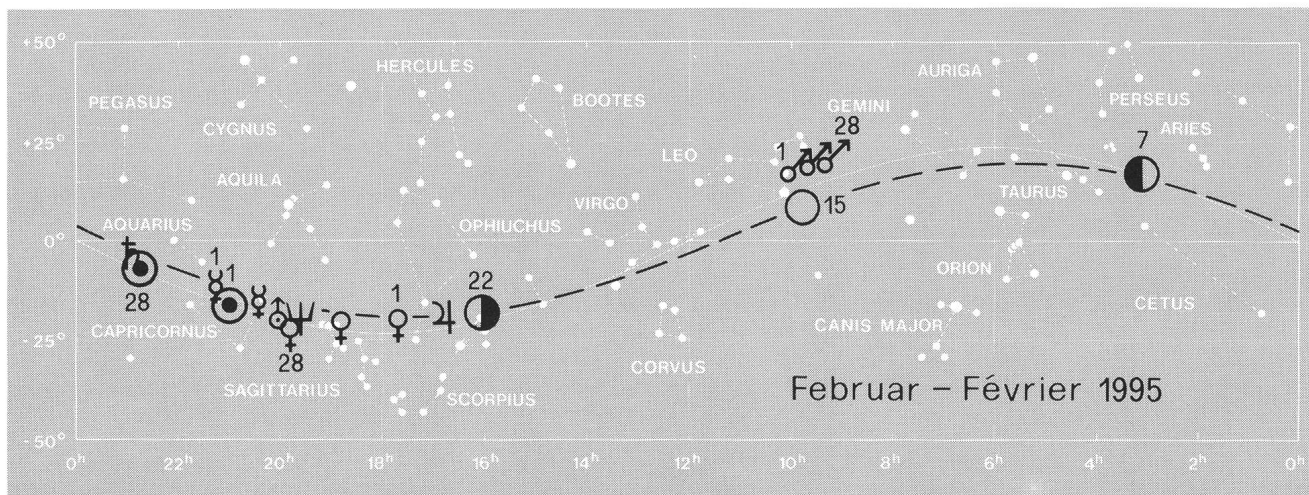 +50°
HERCULES
AURIGA
PEGASUS
BOOTES
GEMINI
PERSEUS
+25°
CYGNUS
28
7
ARIES
LEO
1
AQUILA
TAURUS
VIRGO
15
AQUARIUS
OPHIUCHUS
0°
1
1
1
22
ORION
28
CETUS
CAPRICORNUS
CANIS MAJOR
-25°
28
CORVUS
SAGITTARIUS
SCORPIUS
Februar – Février 1995
-50°
0h 22h 20h 18h 16h 14h 12h 10h 8h 6h 4h 2h 0h